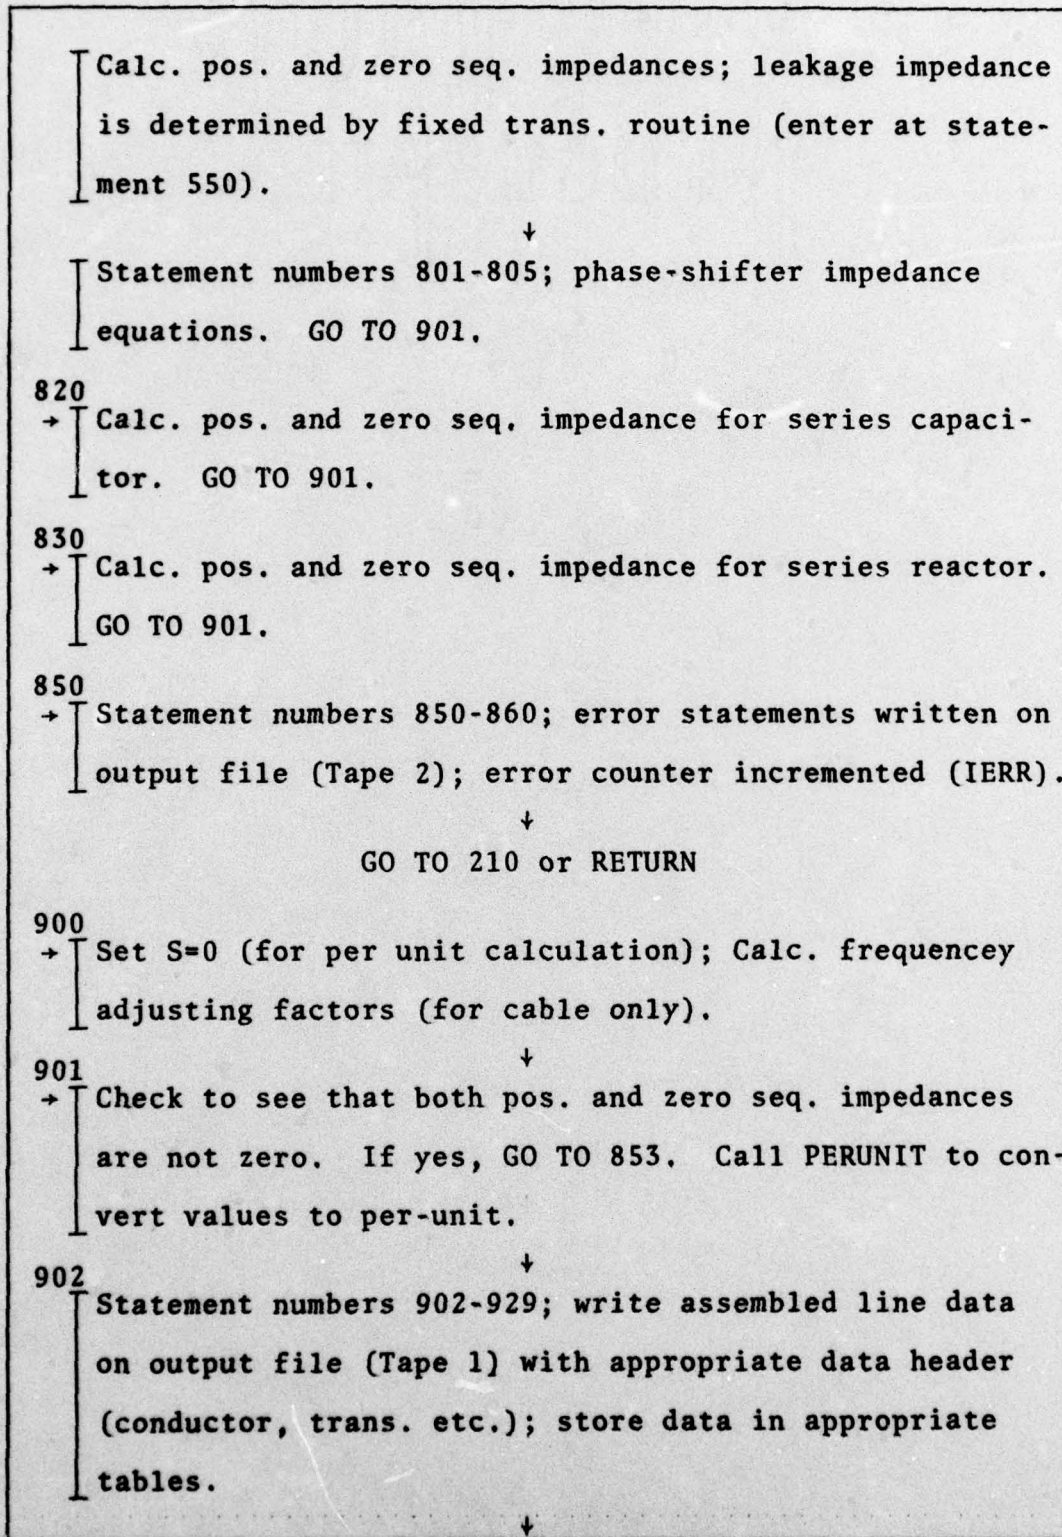 Calc. pos. and zero seq. impedances; leakage impedance
is determined by fixed trans. routine (enter at state-
ment 550).
↓
Statement numbers 801-805; phase-shifter impedance
equations. GO TO 901.
820
→ Calc. pos. and zero seq. impedance for series capaci-
tor. GO TO 901.
830
→ Calc. pos. and zero seq. impedance for series reactor.
GO TO 901.
850
→ Statement numbers 850-860; error statements written on
output file (Tape 2); error counter incremented (IERR).
↓
GO TO 210 or RETURN
900
→ Set S=0 (for per unit calculation); Calc. frequencey
adjusting factors (for cable only).
↓
901
→ Check to see that both pos. and zero seq. impedances
are not zero. If yes, GO TO 853. Call PERUNIT to con-
vert values to per-unit.
↓
902
Statement numbers 902-929; write assembled line data
on output file (Tape 1) with appropriate data header
(conductor, trans. etc.); store data in appropriate
tables.
↓